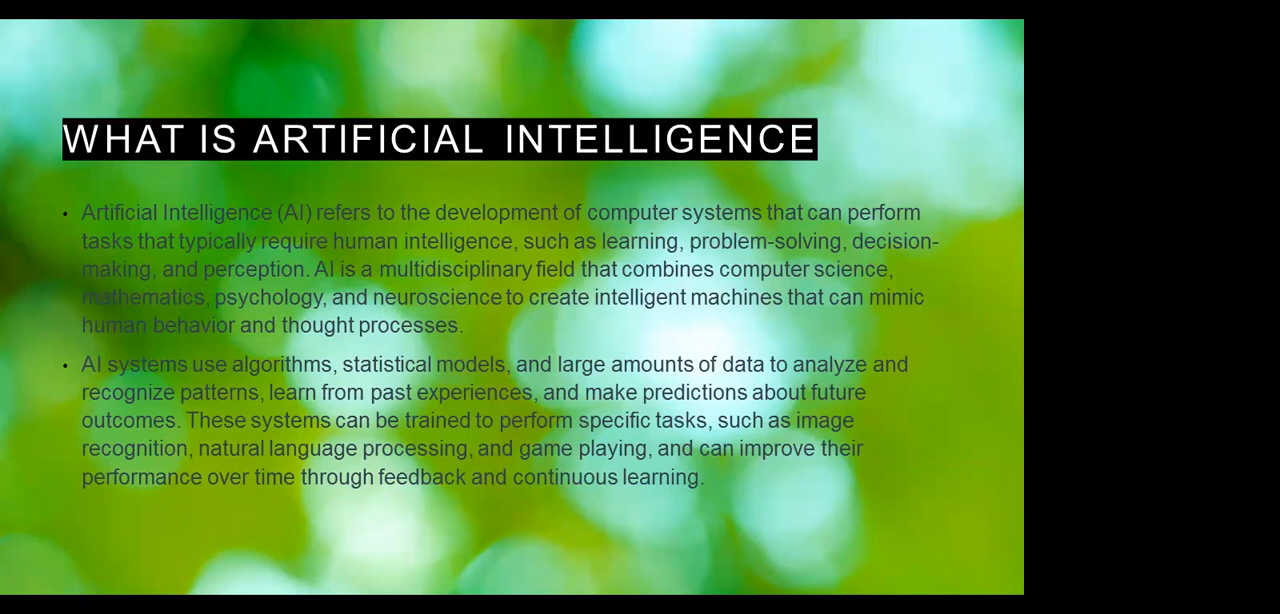 WHAT IS ARTIFICIAL INTELLIGENCE
• Artificial Intelligence (AI) refers to the development of computer systems that can perform
tasks that typically require human intelligence, such as learning, problem-solving, decision-
making, and perception. AI is a multidisciplinary field that combines computer science,
mathematics, psychology, and neuroscience to create intelligent machines that can mimic
human behavior and thought processes.
• AI systems use algorithms, statistical models, and large amounts of data to analyze and
recognize patterns, learn from past experiences, and make predictions about future
outcomes. These systems can be trained to perform specific tasks, such as image
recognition, natural language processing, and game playing, and can improve their
performance over time through feedback and continuous learning.